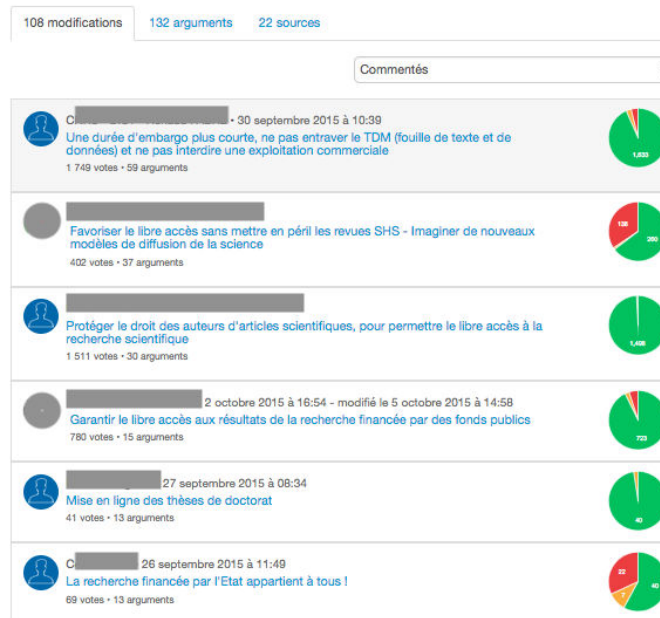 108 modifications 132 arguments 22 sources
Commentés
30 septembre 2015 à 10:39
Une durée d'embargo plus courte, ne pas entraver le TDM (fouille de texte et de
données) et ne pas interdire une exploitation commerciale
1 749 votes • 59 arguments
1,633
Favoriser le libre accès sans mettre en péril les revues SHS - Imaginer de nouveaux
modèles de diffusion de la science
402 votes • 37 arguments
138
260
Protéger le droit des auteurs d'articles scientifiques, pour permettre le libre accès à la
recherche scientifique
1 511 votes • 30 arguments
1,498
2 octobre 2015 à 16:54 - modifié le 5 octobre 2015 à 14:58
Garantir le libre accès aux résultats de la recherche financée par des fonds publics
780 votes • 15 arguments
723
27 septembre 2015 à 08:34
Mise en ligne des thèses de doctorat
41 votes • 13 arguments
40
C 26 septembre 2015 à 11:49
La recherche financée par l'Etat appartient à tous !
69 votes • 13 arguments
22
7
40